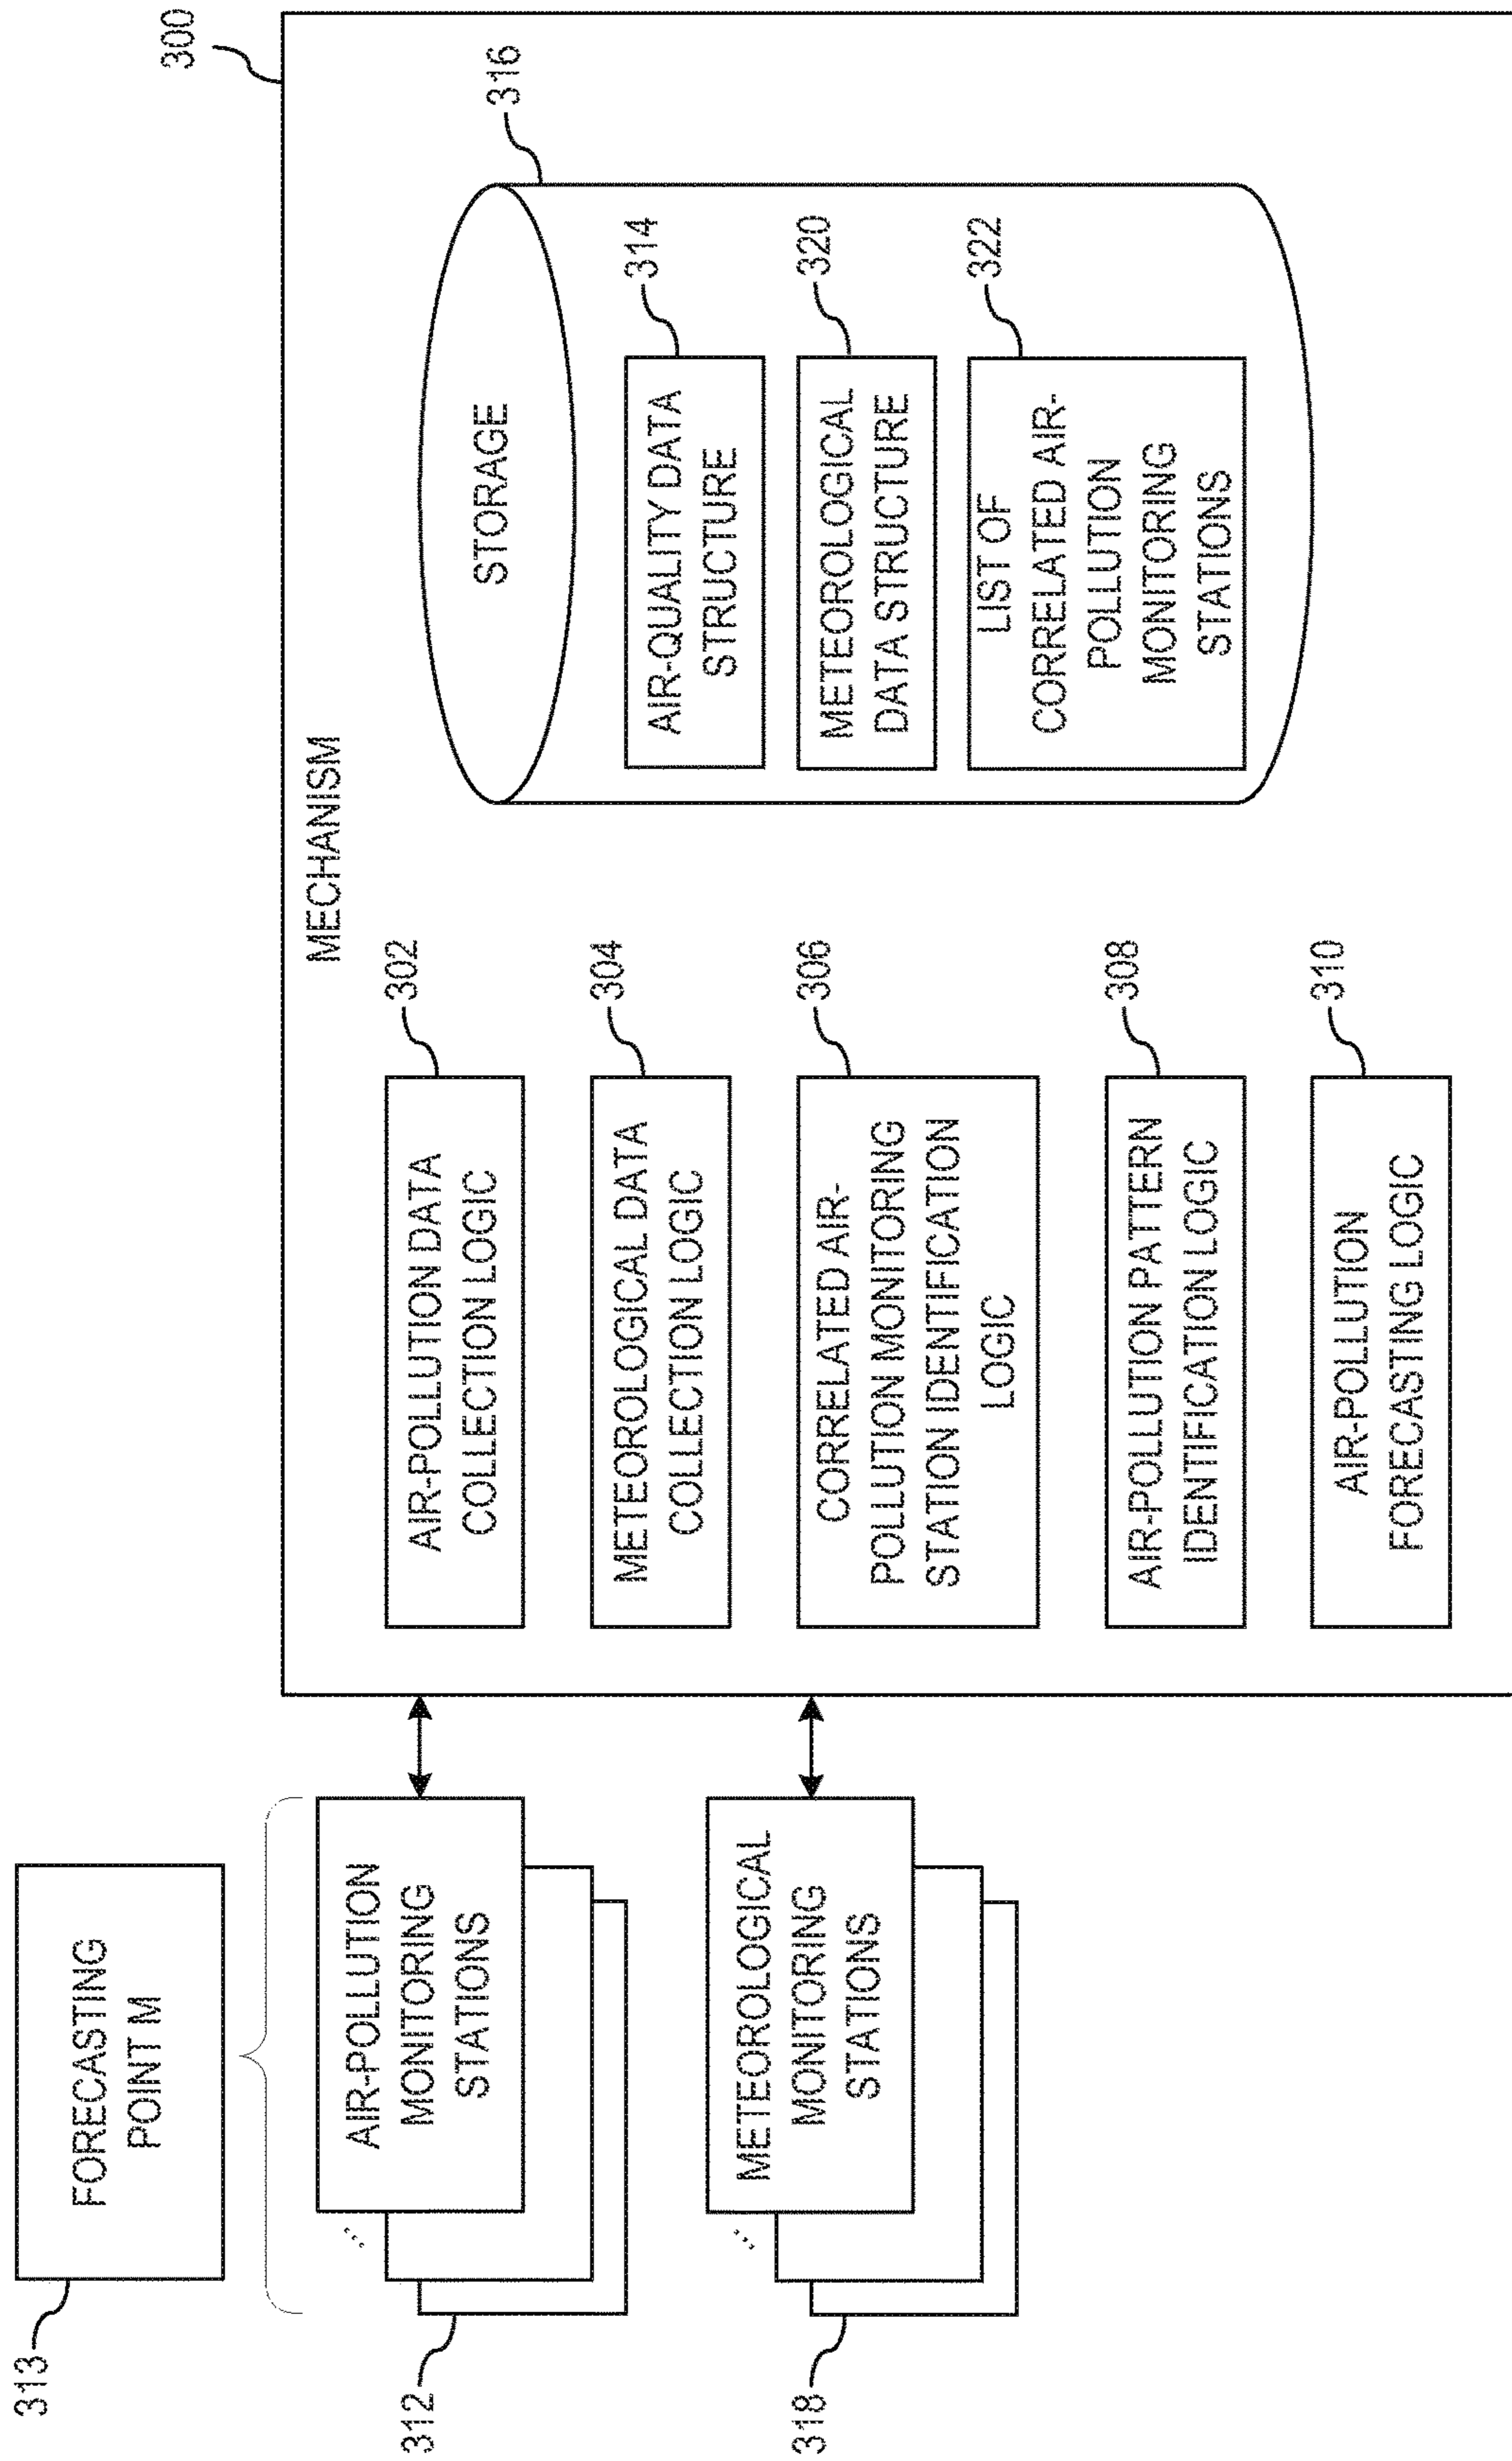 313
FORECASTING
POINT M
312
AIR-POLLUTION
MONITORING
STATIONS
318
METEOROLOGICAL
MONITORING
STATIONS
300
MECHANISM
302
AIR-POLLUTION DATA
COLLECTION LOGIC
304
METEOROLOGICAL DATA
COLLECTION LOGIC
306
CORRELATED AIR-
POLLUTION MONITORING
STATION IDENTIFICATION
LOGIC
308
AIR-POLLUTION PATTERN
IDENTIFICATION LOGIC
310
AIR-POLLUTION
FORECASTING LOGIC
316
STORAGE
314
AIR-QUALITY DATA
STRUCTURE
320
METEOROLOGICAL
DATA STRUCTURE
322
LIST OF
CORRELATED AIR-
POLLUTION
MONITORING
STATIONS